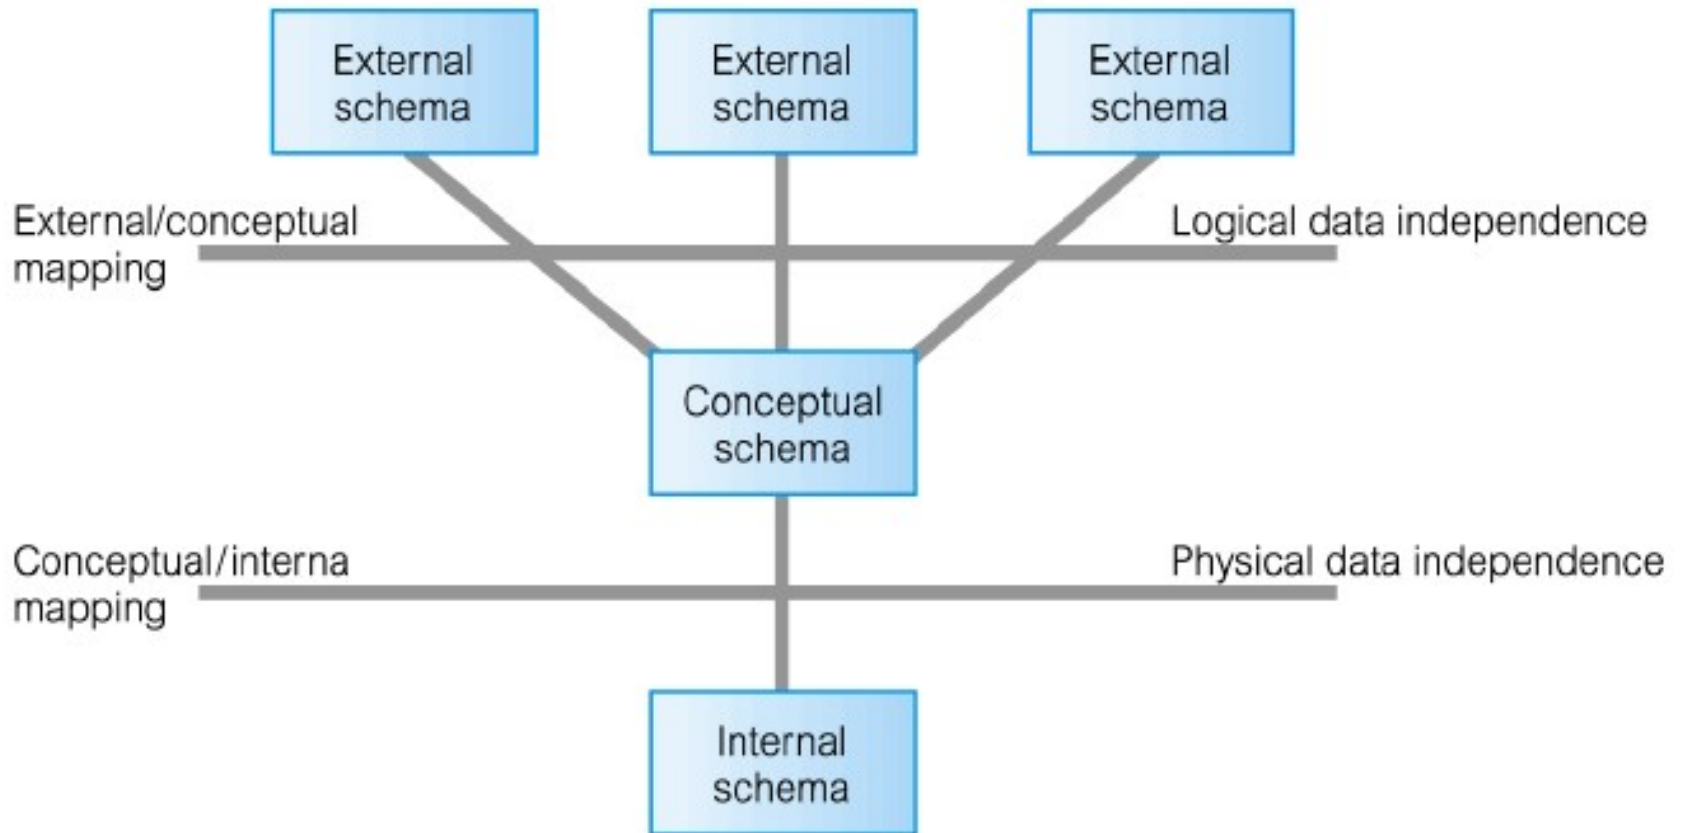 External
schema
External
schema
External
schema
External/conceptual
mapping
Logical data independence
Conceptual
schema
Conceptual/interna
mapping
Physical data independence
Internal
schema